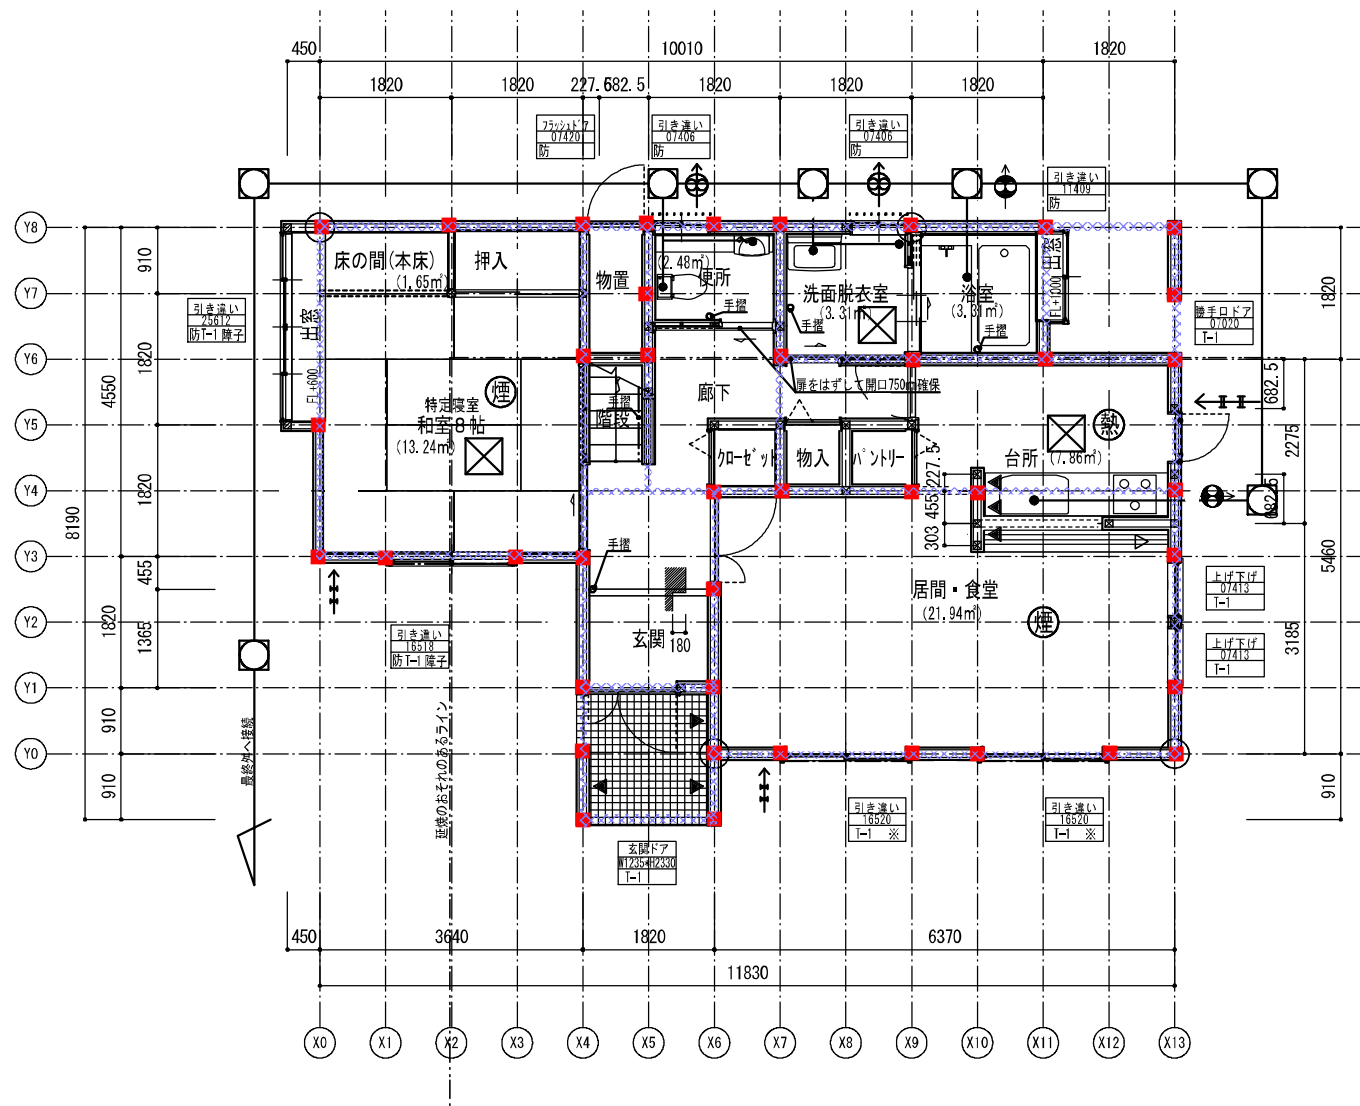 450
10010
1820
1820
1820
227.5
682.5
1820
1820
1820
フラッシュドア
07420
防
引き違い
07406
防
引き違い
07406
防
引き違い
11409
防
Y8
Y7
Y6
Y5
Y4
Y3
Y2
Y1
Y0
910
1820
4550
1820
8190
455
1820
1365
910
910
床の間(本床)
(1.65㎡)
押入
物置
(2.48㎡)
便所
手摺
洗面脱衣室
(3.31㎡)
手摺
浴室
(3.31㎡)
手摺
出窓
FL+1200
引き違い
25612
防T-1 障子
出窓
FL+600
勝手口ドア
07020
T-1
1820
682.5
2275
682.5
5460
3185
910
扉をはずして開口750mm確保
煙
特定寝室
和室8帖
(13.24㎡)
手摺
階段
廊下
クローゼット
物入
パントリー
熱
台所
(7.86㎡)
227.5
455
303
手摺
居間・食堂
(21.94㎡)
煙
玄関
180
引き違い
16518
防T-1 障子
上げ下げ
07413
T-1
上げ下げ
07413
T-1
最終外へ接続
延焼のおそれのあるライン
引き違い
16520
T-1 ※
引き違い
16520
T-1 ※
玄関ドア
W1235*H2330
T-1
450
3640
1820
6370
11830
X0
X1
X2
X3
X4
X5
X6
X7
X8
X9
X10
X11
X12
X13